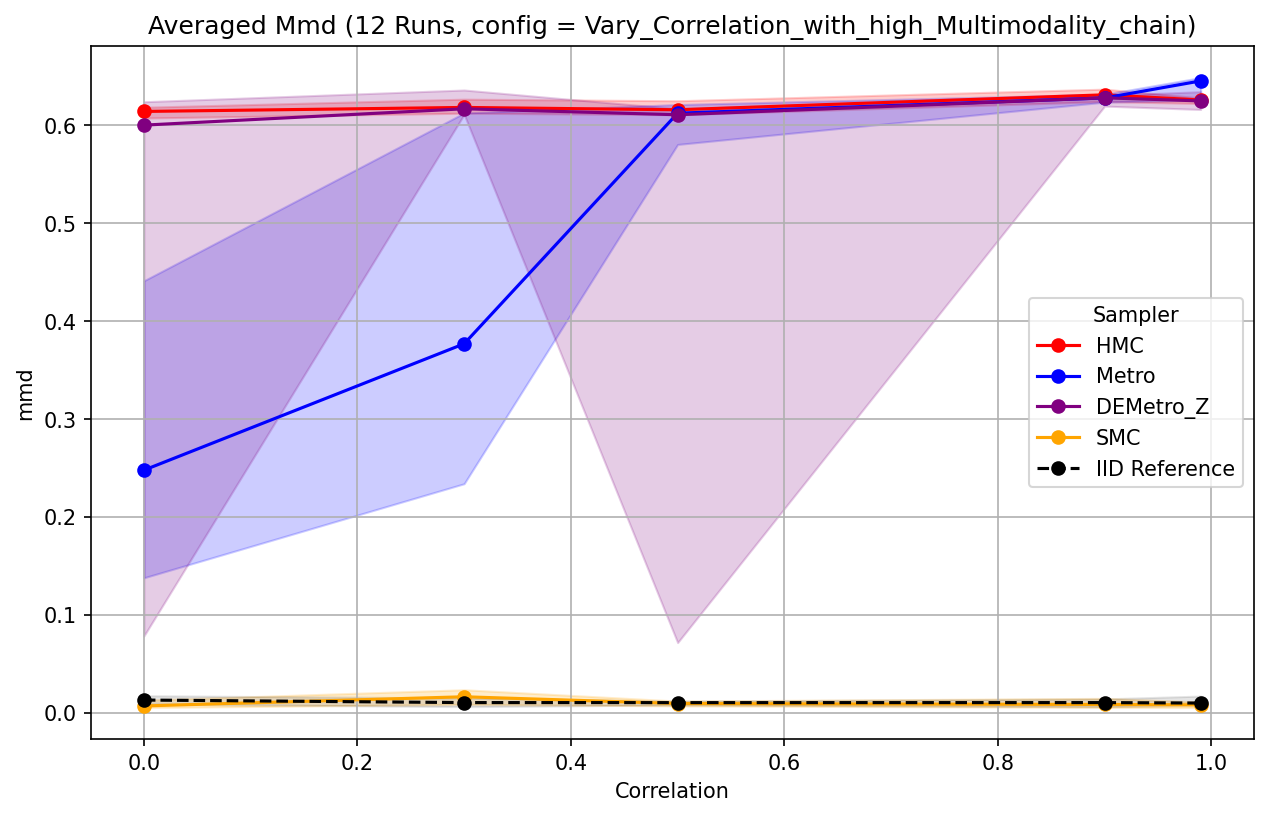 Averaged Mmd (12 Runs, config = Vary_Correlation_with_high_Multimodality_chain)
mmd
0.6
0.5
0.4
0.3
0.2
0.1
0.0
Sampler
HMC
Metro
DEMetro_Z
SMC
IID Reference
0.0 0.2 0.4 0.6 0.8 1.0
Correlation